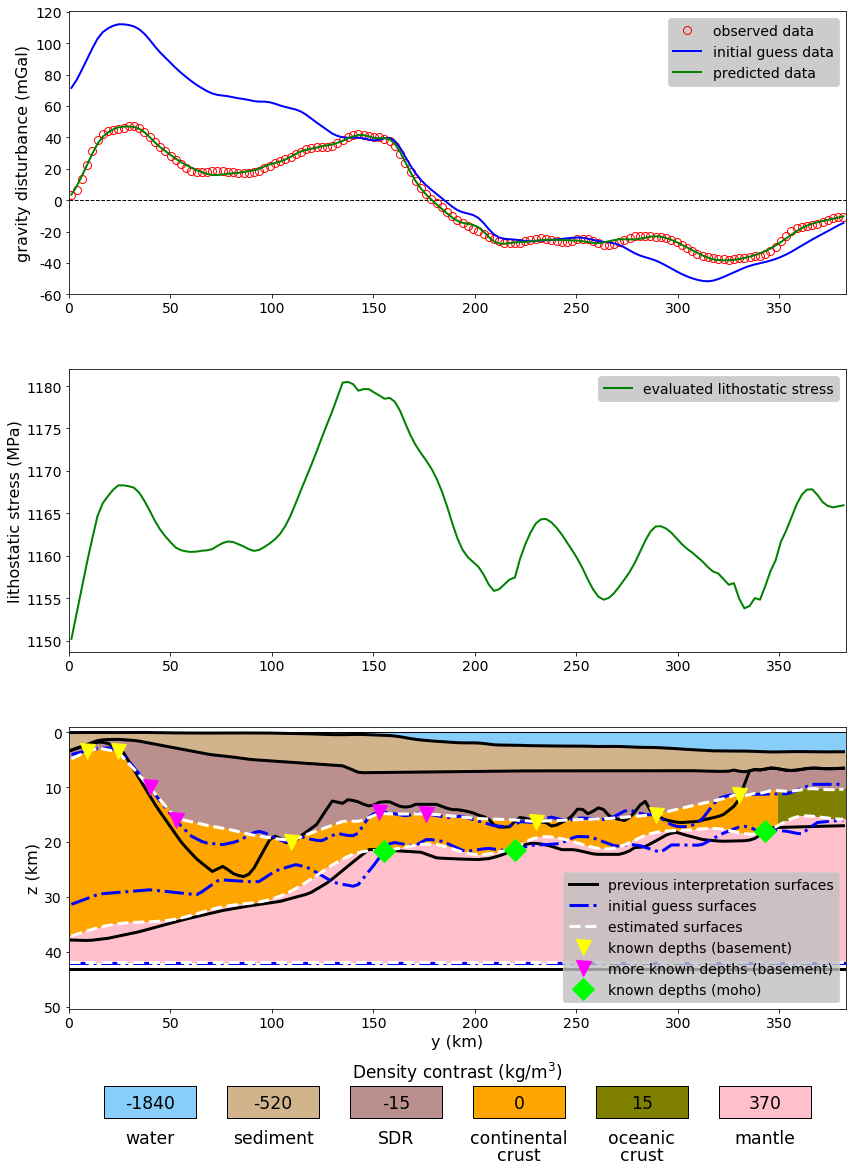 120
100
80
60
40
20
0
-20
-40
-60
gravity disturbance (mGal)
observed data
initial guess data
predicted data
0 50 100 150 200 250 300 350
1180
1175
1170
1165
1160
1155
1150
lithostatic stress (MPa)
evaluated lithostatic stress
0 50 100 150 200 250 300 350
0
10
20
30
40
50
z (km)
previous interpretation surfaces
initial guess surfaces
estimated surfaces
known depths (basement)
more known depths (basement)
known depths (moho)
0 50 100 150 200 250 300 350
y (km)
Density contrast (kg/m³)
-1840 -520 -15 0 15 370
water sediment SDR continental oceanic mantle
crust crust